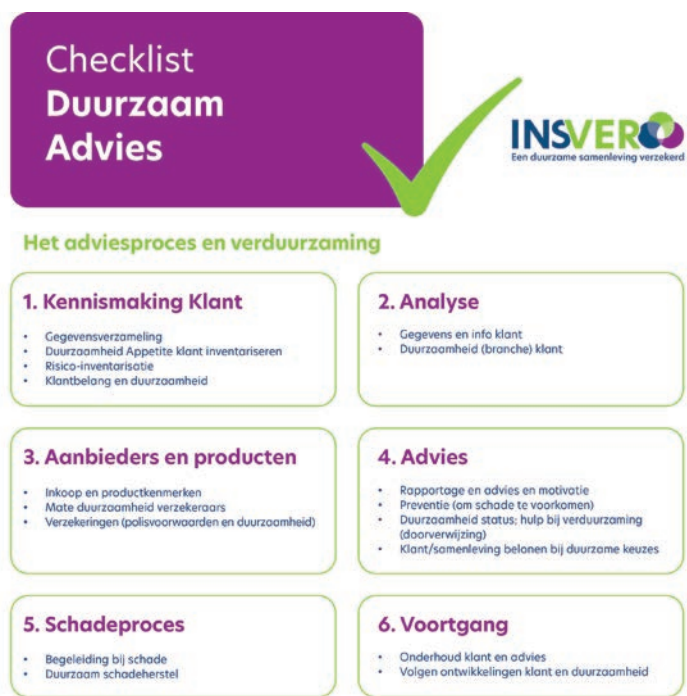 Checklist
Duurzaam
Advies
INSVERO
Een duurzame samenleving verzekerd
Het adviesproces en verduurzaming
1. Kennismaking Klant
• Gegevensverzameling
• Duurzaamheid Appetite klant inventariseren
• Risico-inventarisatie
• Klantbelang en duurzaamheid
2. Analyse
• Gegevens en info klant
• Duurzaamheid (branche) klant
3. Aanbieders en producten
• Inkoop en productkenmerken
• Mate duurzaamheid verzekeraars
• Verzekeringen (polisvoorwaarden en duurzaamheid)
4. Advies
• Rapportage en advies en motivatie
• Preventie (om schade te voorkomen)
• Duurzaamheid status: hulp bij verduurzaming
(doorverwijzing)
• Klant/samenleving belonen bij duurzame keuzes
5. Schadeproces
• Begeleiding bij schade
• Duurzaam schadeherstel
6. Voortgang
• Onderhoud klant en advies
• Volgen ontwikkelingen klant en duurzaamheid